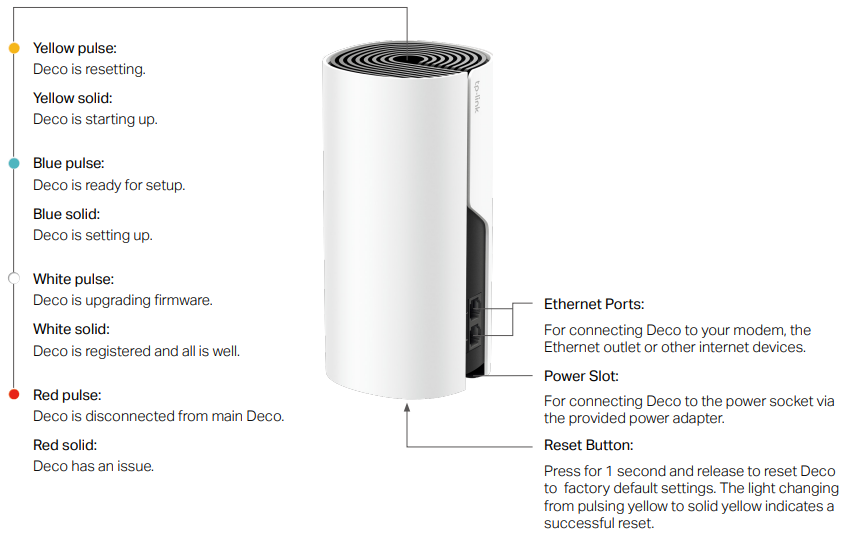 Yellow pulse:
Deco is resetting.
Yellow solid:
Deco is starting up.
Blue pulse:
Deco is ready for setup.
Blue solid:
Deco is setting up.
White pulse:
Deco is upgrading firmware.
White solid:
Deco is registered and all is well.
Red pulse:
Deco is disconnected from main Deco.
Red solid:
Deco has an issue.
tp-link
Ethernet Ports:
For connecting Deco to your modem, the
Ethernet outlet or other internet devices.
Power Slot:
For connecting Deco to the power socket via
the provided power adapter.
Reset Button:
Press for 1 second and release to reset Deco
to factory default settings. The light changing
from pulsing yellow to solid yellow indicates a
successful reset.